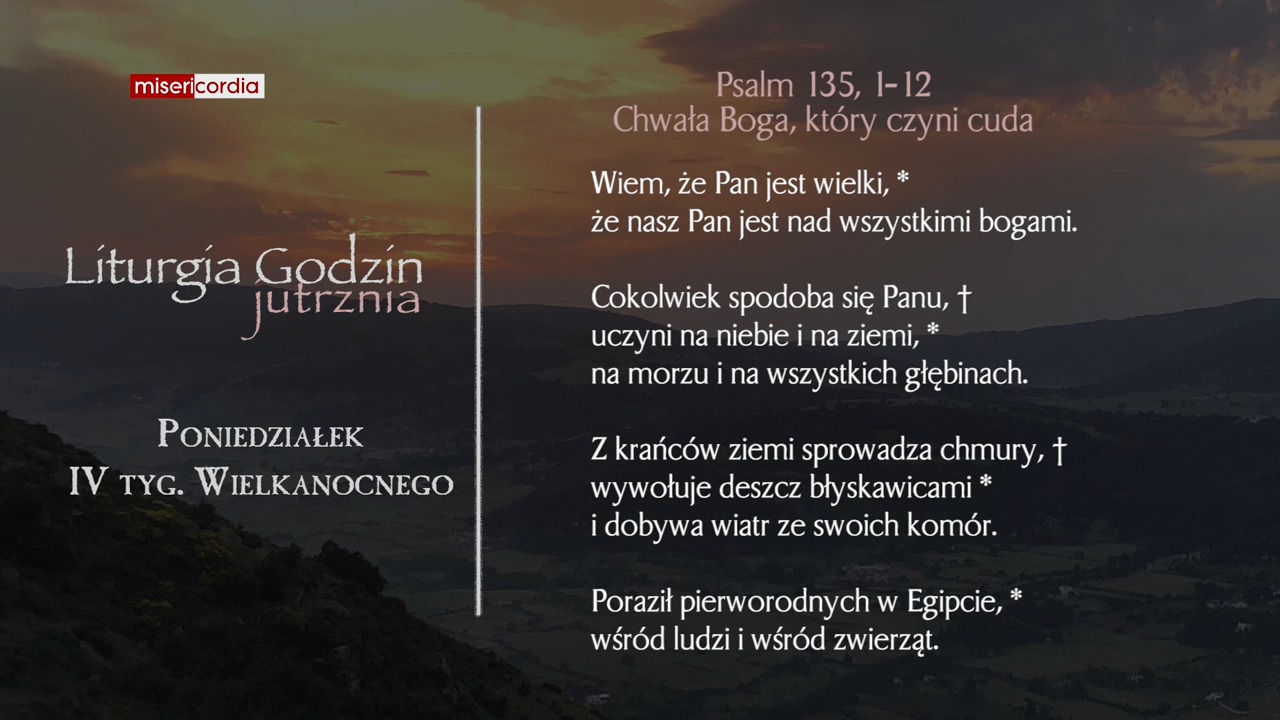 misericordia
Liturgia Godzin
jutrznia
Poniedziałek
IV tyg. Wielkanocnego
Psalm 135, 1-12
Chwała Boga, który czyni cuda
Wiem, że Pan jest wielki, *
że nasz Pan jest nad wszystkimi bogami.
Cokolwiek spodoba się Panu, †
uczyni na niebie i na ziemi, *
na morzu i na wszystkich głębinach.
Z krańców ziemi sprowadza chmury, †
wywołuje deszcz błyskawicami *
i dobywa wiatr ze swoich komór.
Poraził pierworodnych w Egipcie, *
wśród ludzi i wśród zwierząt.